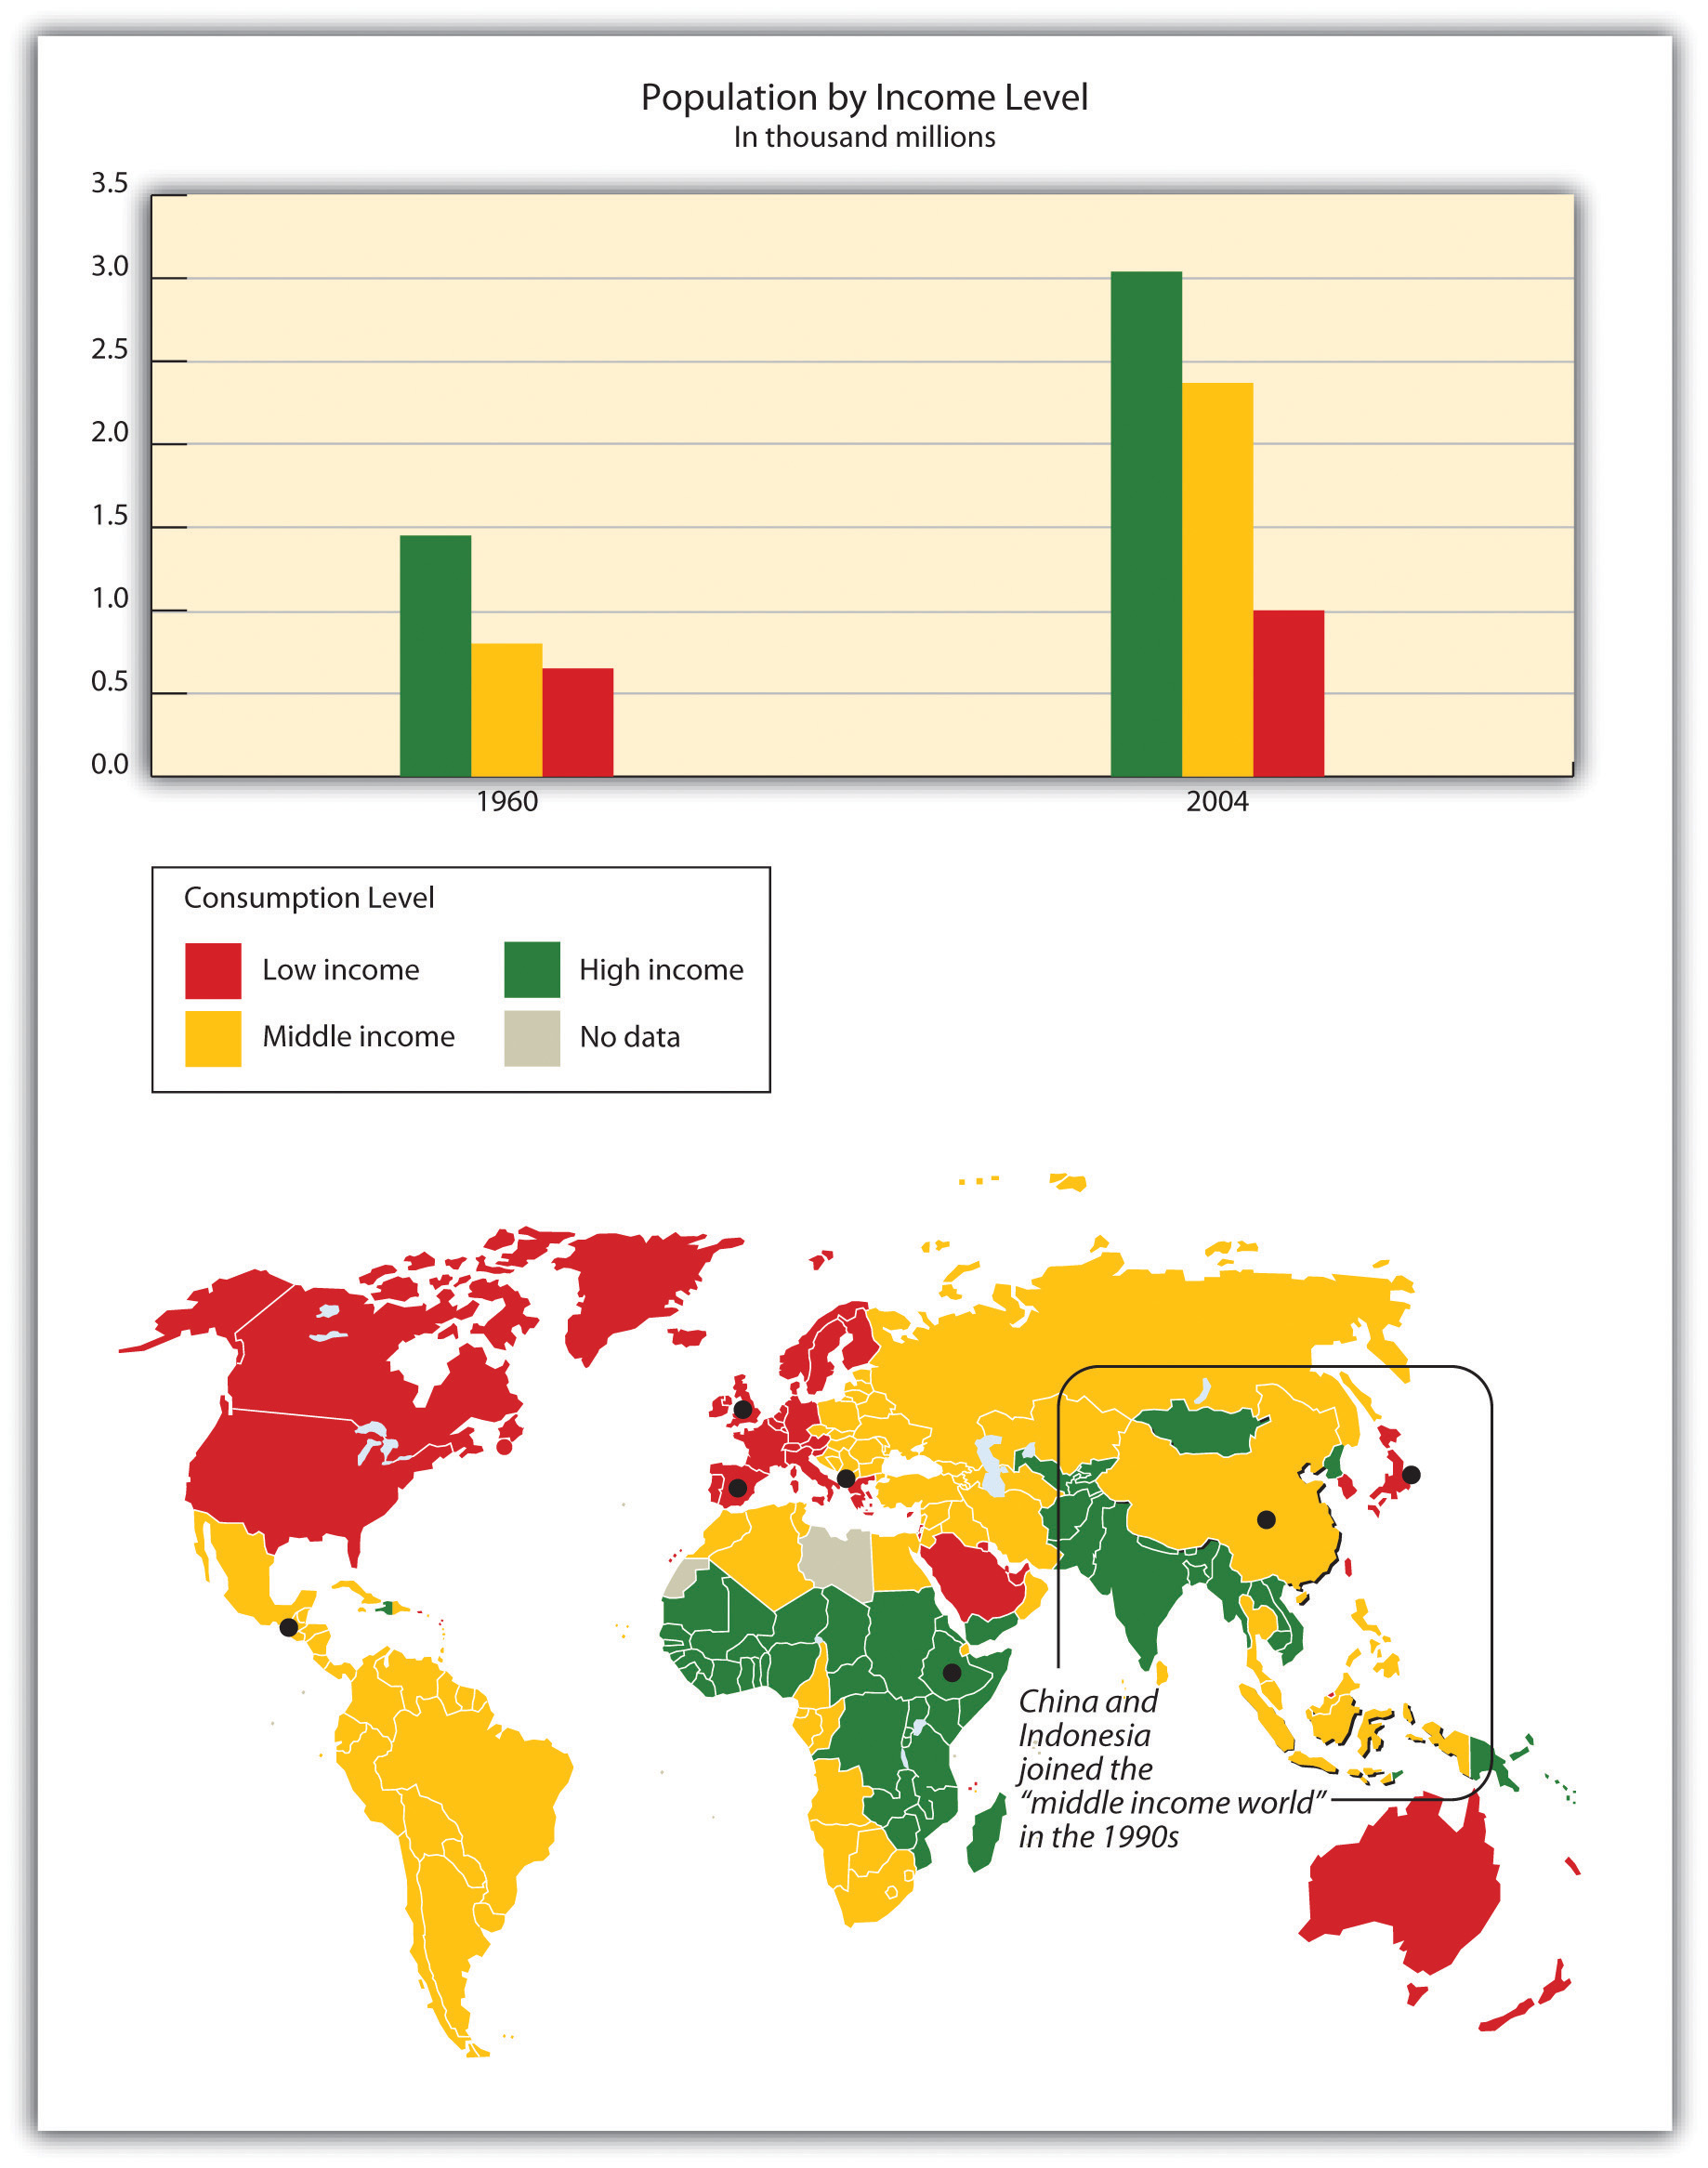 Population by Income Level
In thousand millions
3.5
3.0
2.5
2.0
1.5
1.0
0.5
0.0
1960
2004
Consumption Level
Low income
High income
Middle income
No data
China and
Indonesia
joined the
“middle income world”
in the 1990s